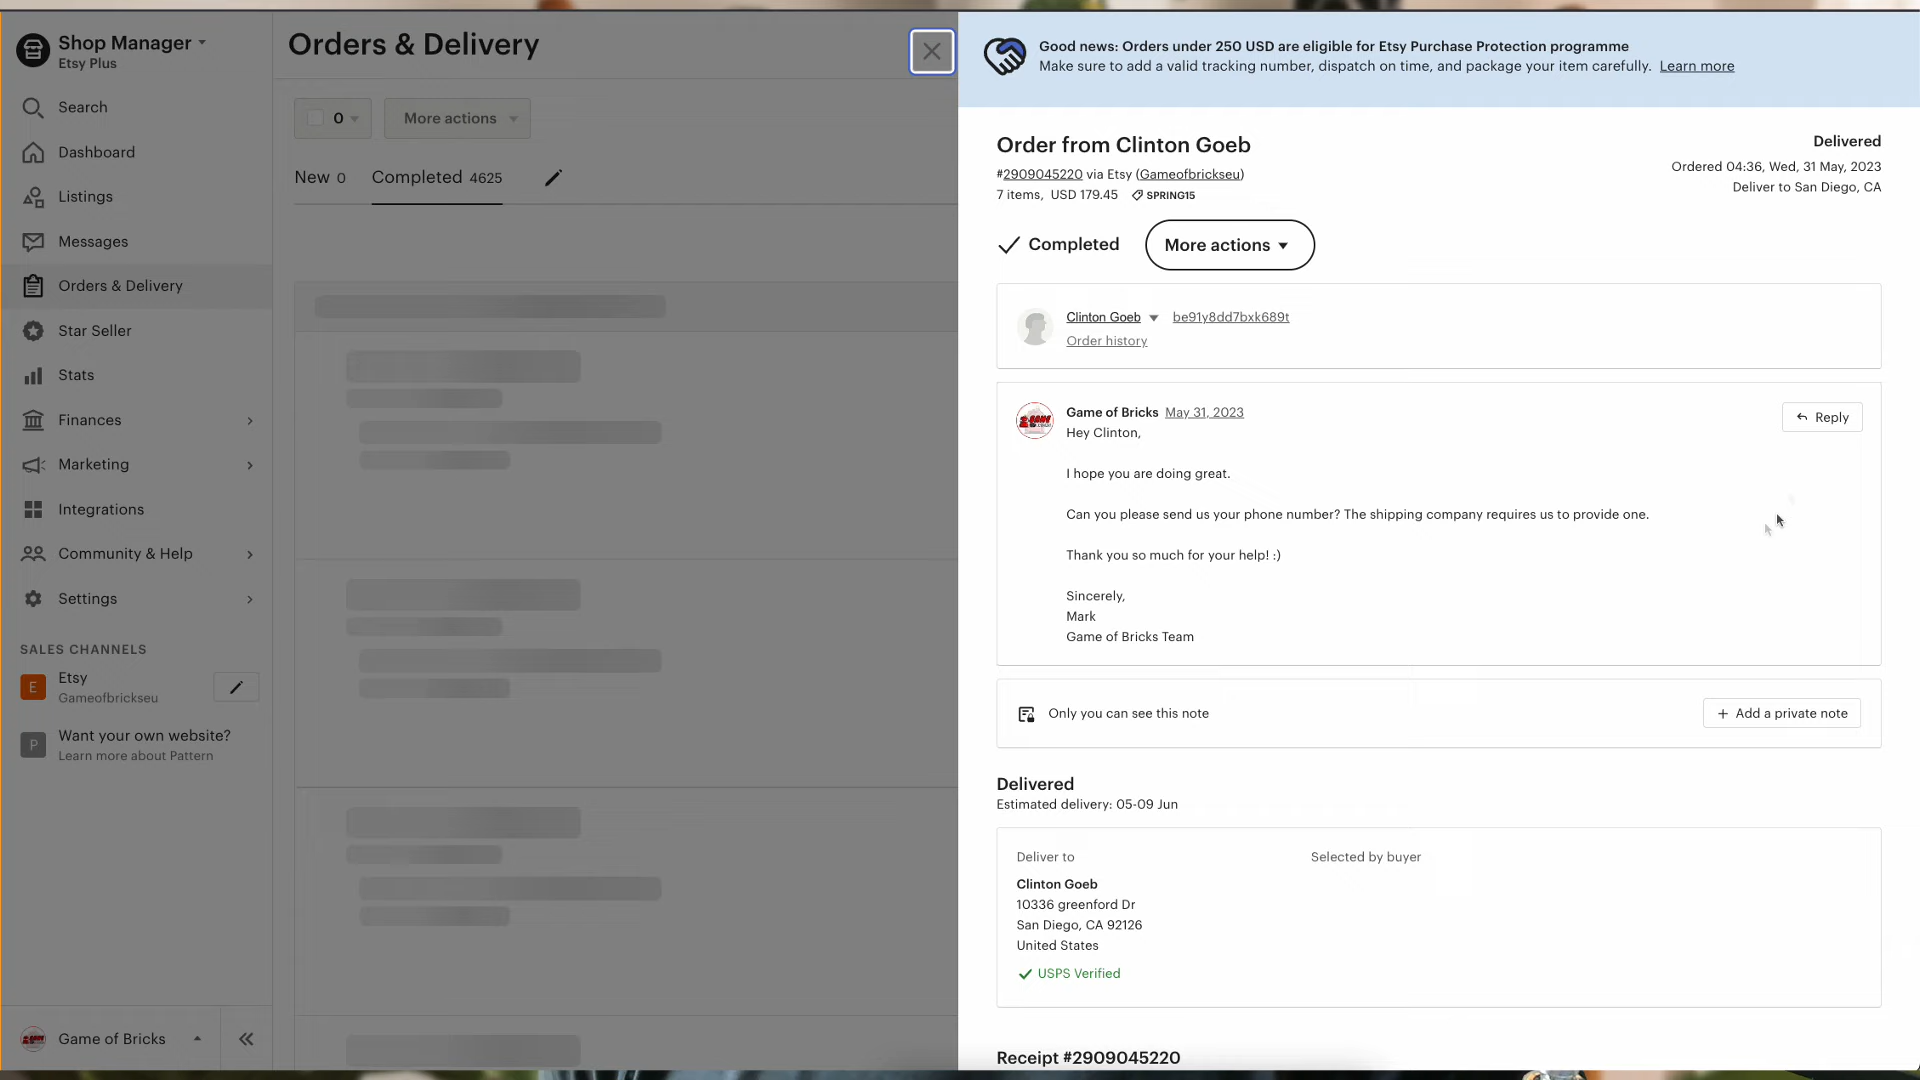 Shop Manager
Etsy Plus
Search
Dashboard
Listings
Messages
Orders & Delivery
Star Seller
Stats
Finances
Marketing
Integrations
Community & Help
Settings
SALES CHANNELS
E
Etsy
Gameofbrickseu
P
Want your own website?
Learn more about Pattern
Game of Bricks
Orders & Delivery
0
More actions
New 0
Completed 4625
Good news: Orders under 250 USD are eligible for Etsy Purchase Protection programme
Make sure to add a valid tracking number, dispatch on time, and package your item carefully. Learn more
Order from Clinton Goeb
#2909045220 via Etsy (Gameofbrickseu)
7 items, USD 179.45 SPRING15
Delivered
Ordered 04:36, Wed, 31 May, 2023
Deliver to San Diego, CA
Completed
More actions
Clinton Goeb be91y8dd7bxk689t
Order history
Game of Bricks May 31, 2023
Reply
Hey Clinton,
I hope you are doing great.
Can you please send us your phone number? The shipping company requires us to provide one.
Thank you so much for your help! :)
Sincerely,
Mark
Game of Bricks Team
Only you can see this note
+ Add a private note
Delivered
Estimated delivery: 05-09 Jun
Deliver to
Selected by buyer
Clinton Goeb
10336 greenford Dr
San Diego, CA 92126
United States
USPS Verified
Receipt #2909045220